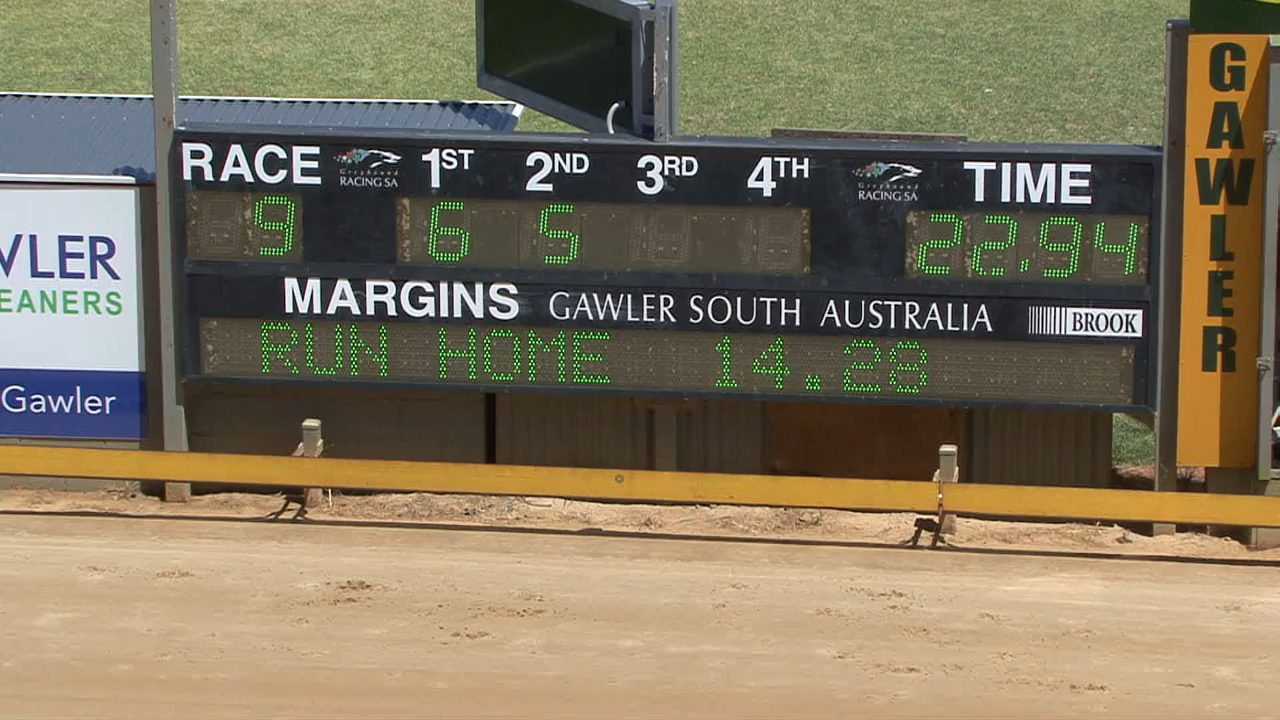 RACE 1ST 2ND 3RD 4TH TIME
Greyhound RACING SA
Greyhound RACING SA
9 6 5 22.94
MARGINS GAWLER SOUTH AUSTRALIA BROOK
RUN HOME 14.28
WLER
EANERS
Gawler
GAWLER